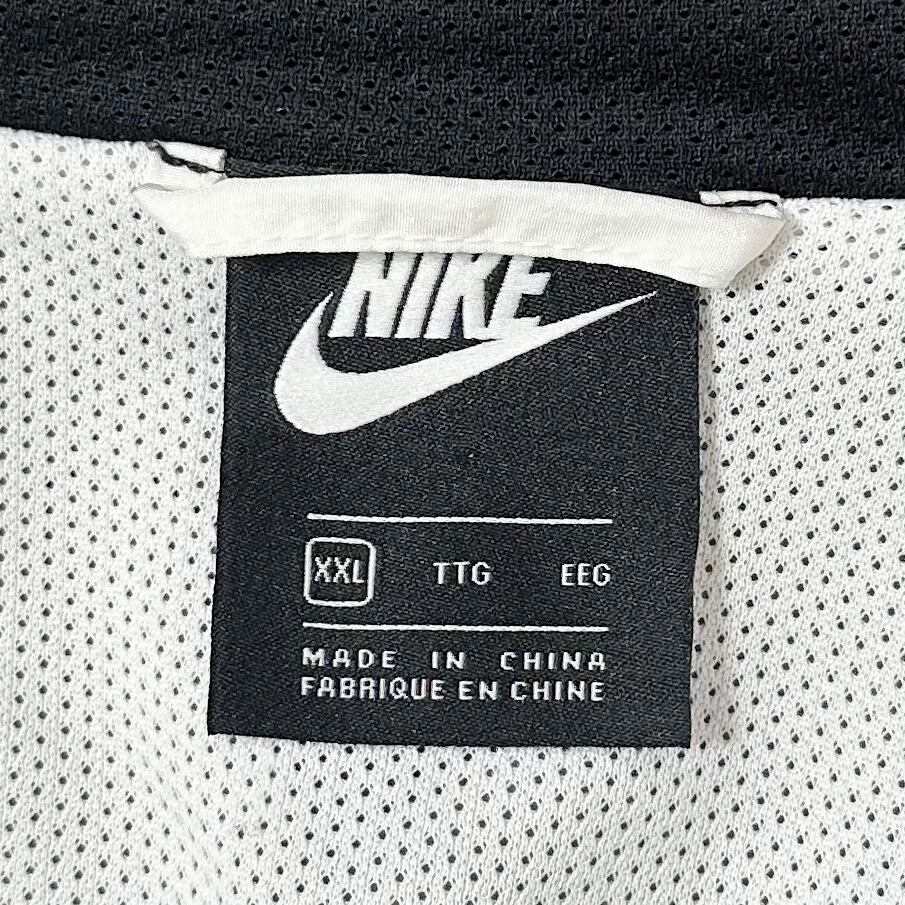 NIKE
XXL TTG EEG
MADE IN CHINA
FABRIQUE EN CHINE